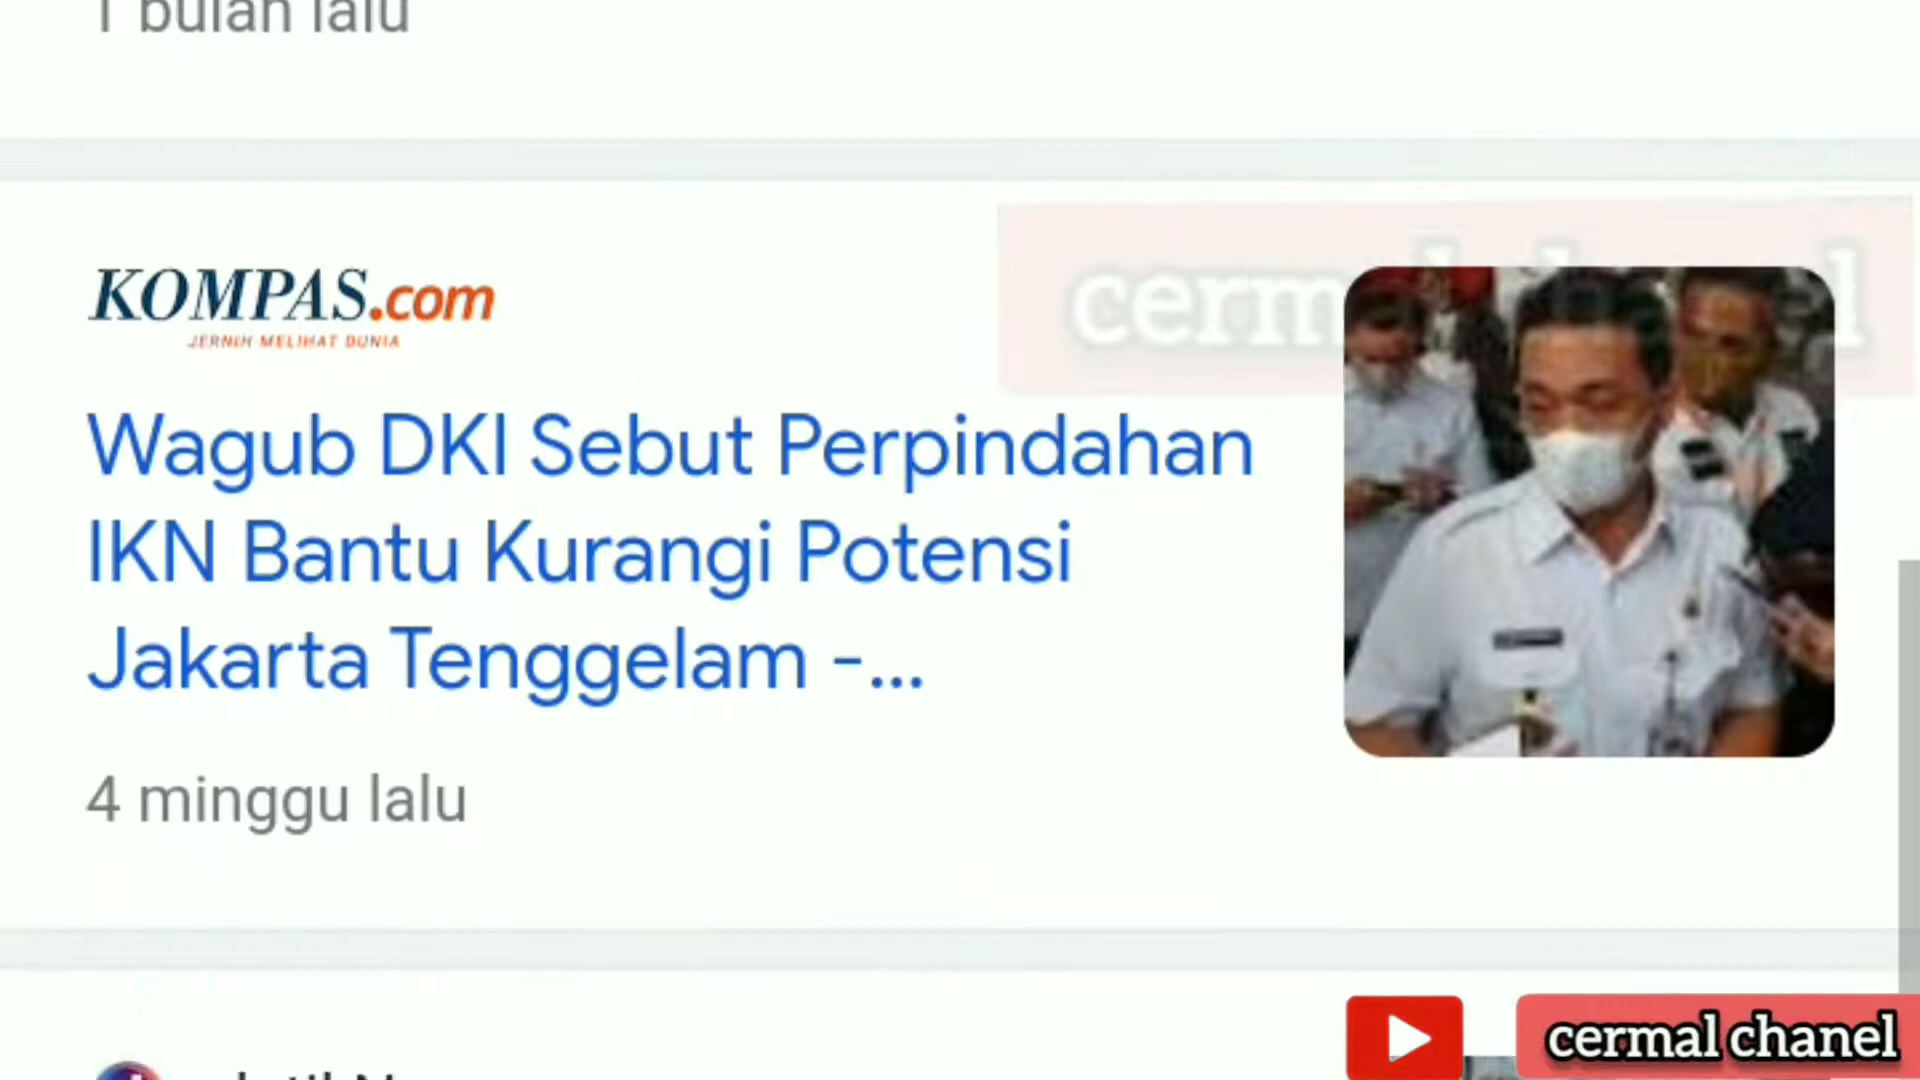 1 bulan lalu
KOMPAS.com
JERNIH MELIHAT DUNIA
Wagub DKI Sebut Perpindahan
IKN Bantu Kurangi Potensi
Jakarta Tenggelam -...
4 minggu lalu
cermal chanel